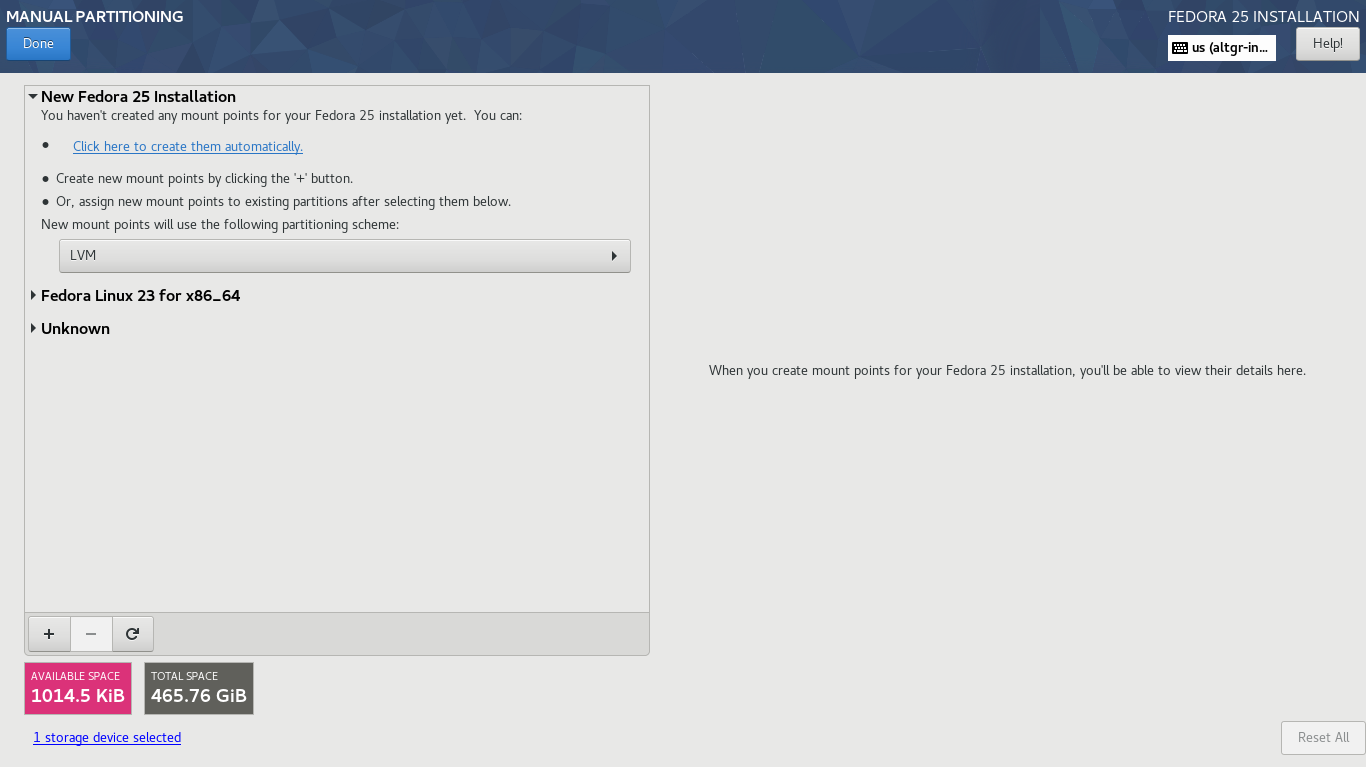 MANUAL PARTITIONING
FEDORA 25 INSTALLATION
Done
us (altgr-in...
Help!
New Fedora 25 Installation
You haven't created any mount points for your Fedora 25 installation yet.  You can:
• Click here to create them automatically.
• Create new mount points by clicking the '+' button.
• Or, assign new mount points to existing partitions after selecting them below.
New mount points will use the following partitioning scheme:
LVM
Fedora Linux 23 for x86_64
Unknown
When you create mount points for your Fedora 25 installation, you'll be able to view their details here.
+ −
AVAILABLE SPACE
1014.5 KiB
TOTAL SPACE
465.76 GiB
1 storage device selected
Reset All